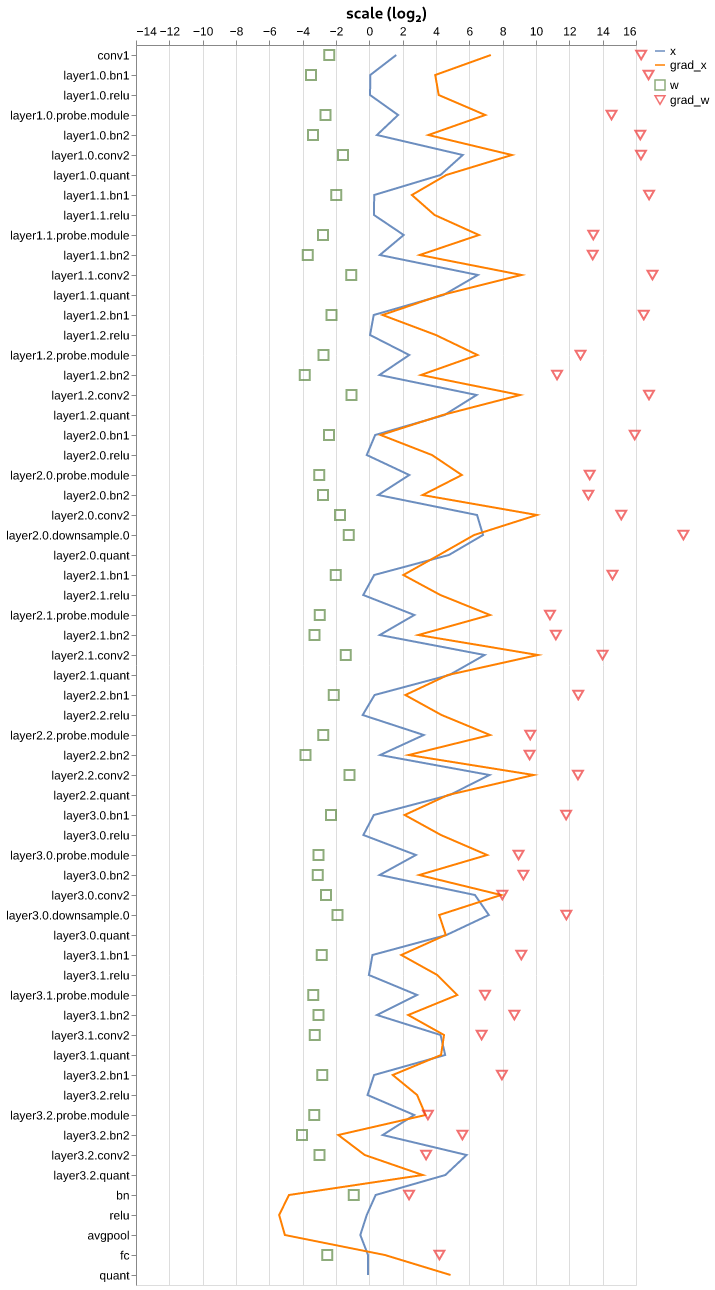 scale (log₂)
−14 −12 −10 −8 −6 −4 −2 0 2 4 6 8 10 12 14 16
x
grad_x
w
grad_w
conv1
layer1.0.bn1
layer1.0.relu
layer1.0.probe.module
layer1.0.bn2
layer1.0.conv2
layer1.0.quant
layer1.1.bn1
layer1.1.relu
layer1.1.probe.module
layer1.1.bn2
layer1.1.conv2
layer1.1.quant
layer1.2.bn1
layer1.2.relu
layer1.2.probe.module
layer1.2.bn2
layer1.2.conv2
layer1.2.quant
layer2.0.bn1
layer2.0.relu
layer2.0.probe.module
layer2.0.bn2
layer2.0.conv2
layer2.0.downsample.0
layer2.0.quant
layer2.1.bn1
layer2.1.relu
layer2.1.probe.module
layer2.1.bn2
layer2.1.conv2
layer2.1.quant
layer2.2.bn1
layer2.2.relu
layer2.2.probe.module
layer2.2.bn2
layer2.2.conv2
layer2.2.quant
layer3.0.bn1
layer3.0.relu
layer3.0.probe.module
layer3.0.bn2
layer3.0.conv2
layer3.0.downsample.0
layer3.0.quant
layer3.1.bn1
layer3.1.relu
layer3.1.probe.module
layer3.1.bn2
layer3.1.conv2
layer3.1.quant
layer3.2.bn1
layer3.2.relu
layer3.2.probe.module
layer3.2.bn2
layer3.2.conv2
layer3.2.quant
bn
relu
avgpool
fc
quant